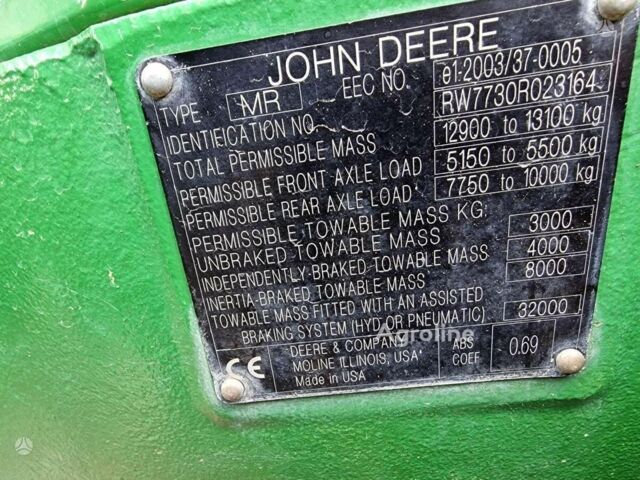 JOHN DEERE
TYPE MR EEC NO. e1-2003/37-0005
IDENTIFICATION NO RW7730R023164
TOTAL PERMISSIBLE MASS 12900 to 13100 kg
PERMISSIBLE FRONT AXLE LOAD 5150 to 5500 kg
PERMISSIBLE REAR AXLE LOAD 7750 to 10000 kg
PERMISSIBLE TOWABLE MASS KG
UNBRAKED TOWABLE MASS 3000
INDEPENDENTLY-BRAKED TOWABLE MASS 4000
INERTIA-BRAKED TOWABLE MASS 8000
TOWABLE MASS FITTED WITH AN ASSISTED
BRAKING SYSTEM (HYD OR PNEUMATIC) 32000
CE DEERE & COMPANY ABS 0.69
MOLINE ILLINOIS, USA COEF
Made in USA
Agroline